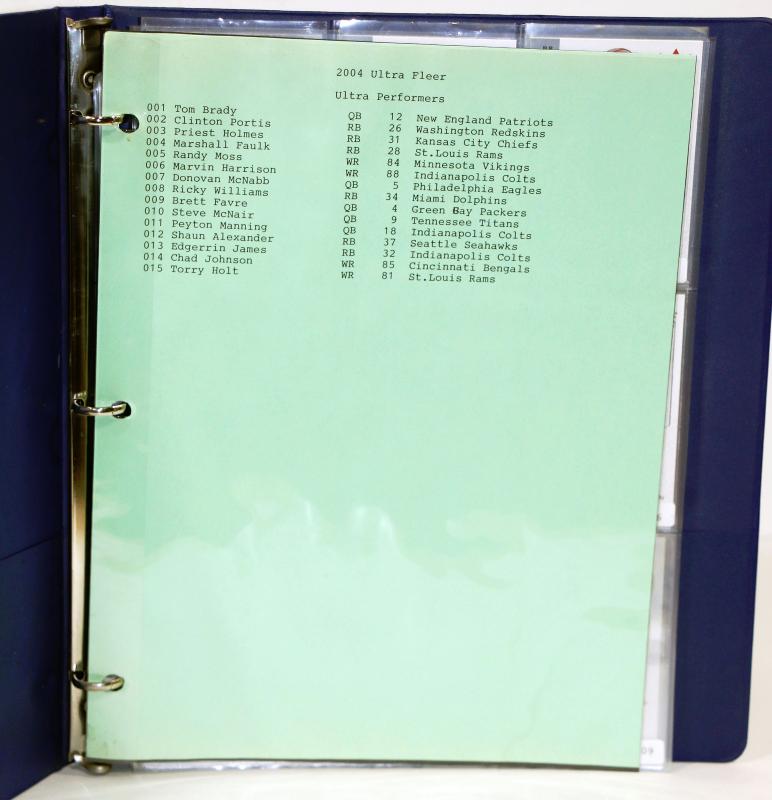 2004 Ultra Fleer
Ultra Performers
001 Tom Brady QB 12 New England Patriots
002 Clinton Portis RB 26 Washington Redskins
003 Priest Holmes RB 31 Kansas City Chiefs
004 Marshall Faulk RB 28 St.Louis Rams
005 Randy Moss WR 84 Minnesota Vikings
006 Marvin Harrison WR 88 Indianapolis Colts
007 Donovan McNabb QB 5 Philadelphia Eagles
008 Ricky Williams RB 34 Miami Dolphins
009 Brett Favre QB 4 Green Bay Packers
010 Steve McNair QB 9 Tennessee Titans
011 Peyton Manning QB 18 Indianapolis Colts
012 Shaun Alexander RB 37 Seattle Seahawks
013 Edgerrin James RB 32 Indianapolis Colts
014 Chad Johnson WR 85 Cincinnati Bengals
015 Torry Holt WR 81 St.Louis Rams
09